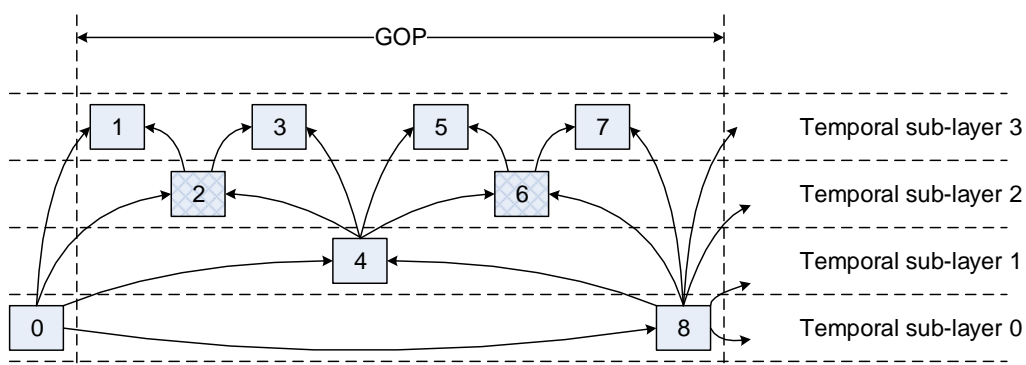 GOP
1 3 5 7 Temporal sub-layer 3
2 6 Temporal sub-layer 2
4 Temporal sub-layer 1
0 8 Temporal sub-layer 0